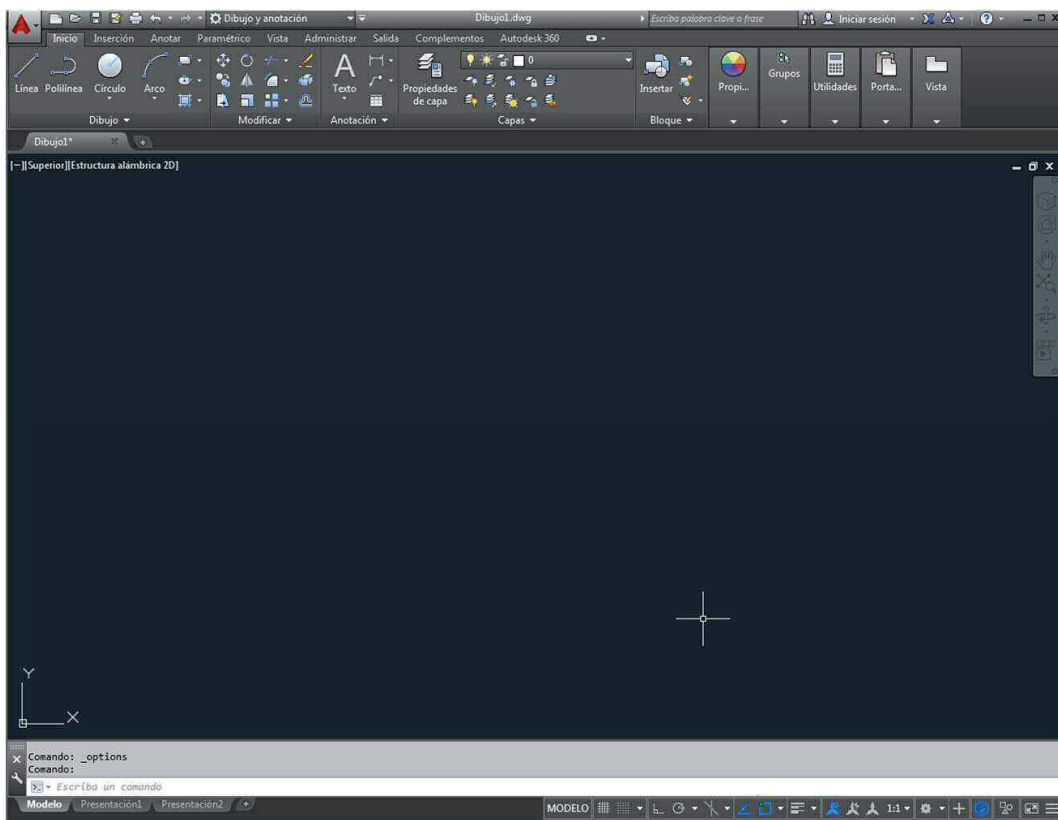 Dibujo y anotación Dibujo1.dwg Escriba palabra clave o frase Iniciar sesión
Inicio Inserción Anotar Paramétrico Vista Administrar Salida Complementos Autodesk 360
Línea Polilínea Círculo Arco Texto Propiedades de capa 0 Insertar Propi... Grupos Utilidades Porta... Vista
Dibujo Modificar Anotación Capas Bloque
Dibujo1*
[−][Superior][Estructura alámbrica 2D]
Y
X
Comando: _options
Comando:
Escriba un comando
Modelo Presentación1 Presentación2 + MODELO 1:1